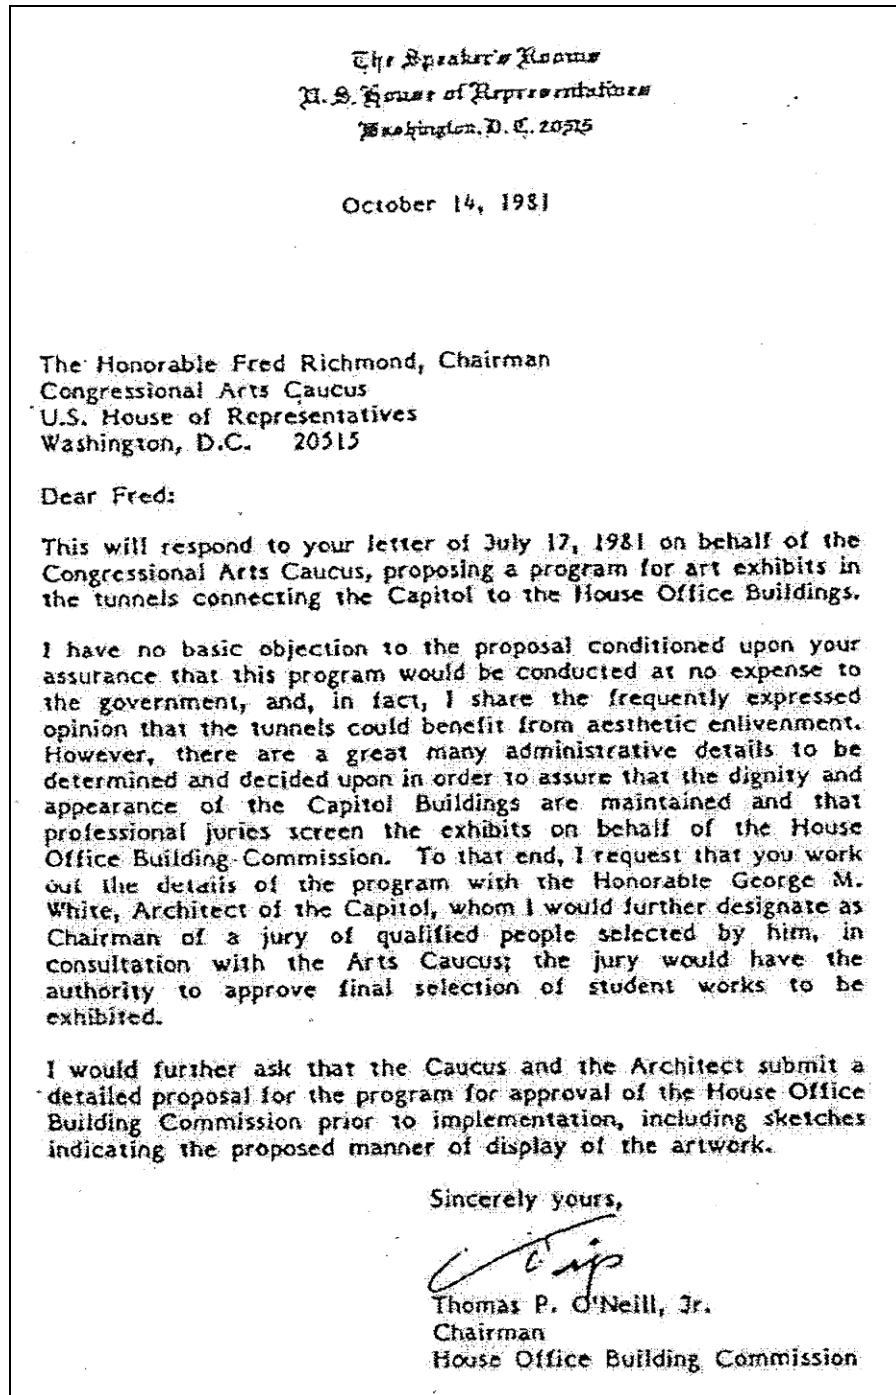 The Speaker's Rooms
U. S. House of Representatives
Washington, D. C. 20515
October 14, 1981
The Honorable Fred Richmond, Chairman
Congressional Arts Caucus
U.S. House of Representatives
Washington, D.C. 20515
Dear Fred:
This will respond to your letter of July 17, 1981 on behalf of the
Congressional Arts Caucus, proposing a program for art exhibits in
the tunnels connecting the Capitol to the House Office Buildings.
I have no basic objection to the proposal conditioned upon your
assurance that this program would be conducted at no expense to
the government, and, in fact, I share the frequently expressed
opinion that the tunnels could benefit from aesthetic enlivenment.
However, there are a great many administrative details to be
determined and decided upon in order to assure that the dignity and
appearance of the Capitol Buildings are maintained and that
professional juries screen the exhibits on behalf of the House
Office Building Commission. To that end, I request that you work
out the details of the program with the Honorable George M.
White, Architect of the Capitol, whom I would further designate as
Chairman of a jury of qualified people selected by him, in
consultation with the Arts Caucus; the jury would have the
authority to approve final selection of student works to be
exhibited.
I would further ask that the Caucus and the Architect submit a
detailed proposal for the program for approval of the House Office
Building Commission prior to implementation, including sketches
indicating the proposed manner of display of the artwork.
Sincerely yours,
Tip
Thomas P. O'Neill, Jr.
Chairman
House Office Building Commission